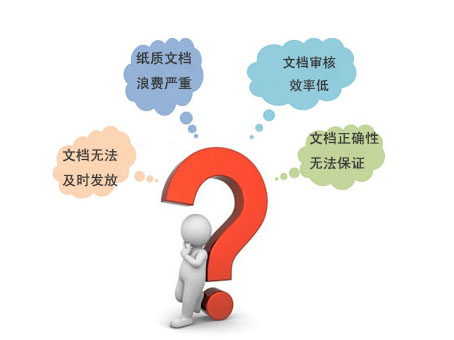 纸质文档
浪费严重
文档审核
效率低
文档无法
及时发放
文档正确性
无法保证